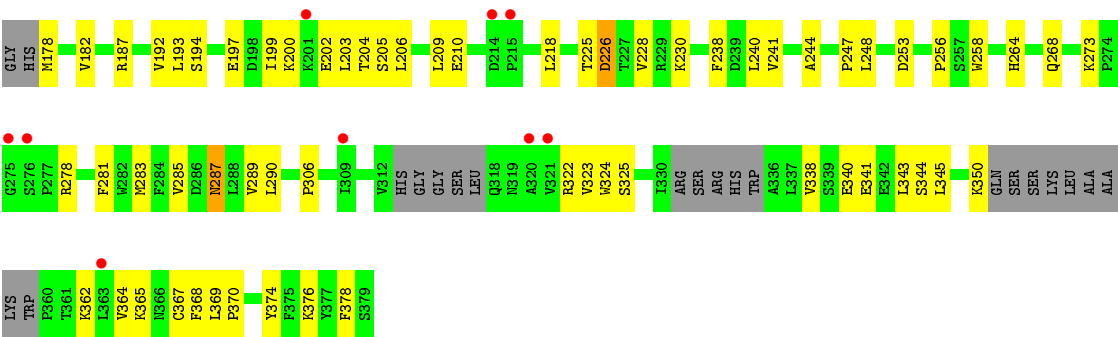 GLY HIS M178 V182 R187 V192 L193 S194 E197 D198 I199 K200 K201 E202 L203 T204 S205 L206 L209 E210 D214 P215 L218 T225 D226 T227 V228 R229 K230 F238 D239 L240 V241 A244 P247 L248 D253 P256 S257 W258 H264 Q268 K273 P274
G275 S276 P277 R278 F281 W282 M283 F284 V285 D286 N287 L288 V289 L290 P306 I309 V312 HIS GLY GLY SER LEU Q318 N319 A320 V321 R322 V323 W324 S325 I330 ARG SER ARG HIS TRP A336 L337 V338 S339 E340 E341 E342 L343 S344 L345 K350 GLN SER SER LYS LEU ALA ALA
LYS TRP P360 T361 K362 L363 V364 K365 N366 C367 F368 L369 P370 Y374 F375 K376 Y377 F378 S379